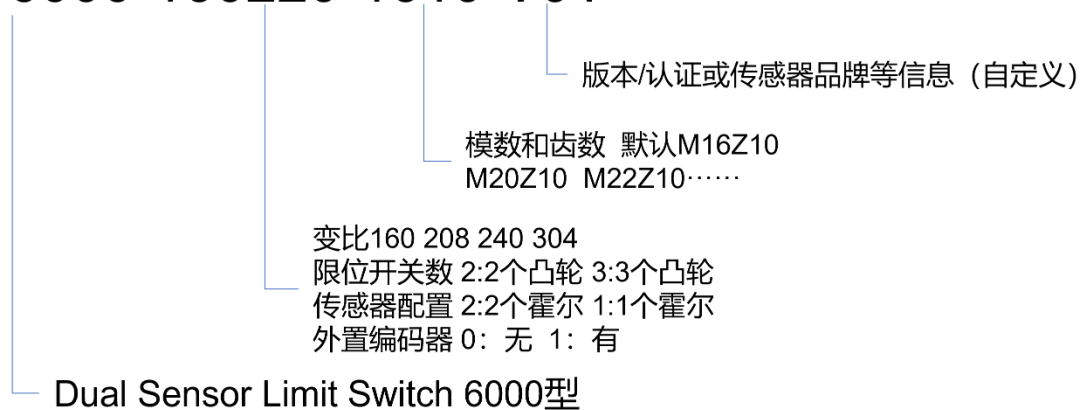 版本/认证或传感器品牌等信息（自定义）
模数和齿数 默认M16Z10
M20Z10 M22Z10……
变比160 208 240 304
限位开关数 2:2个凸轮 3:3个凸轮
传感器配置 2:2个霍尔 1:1个霍尔
外置编码器 0：无 1：有
Dual Sensor Limit Switch 6000型